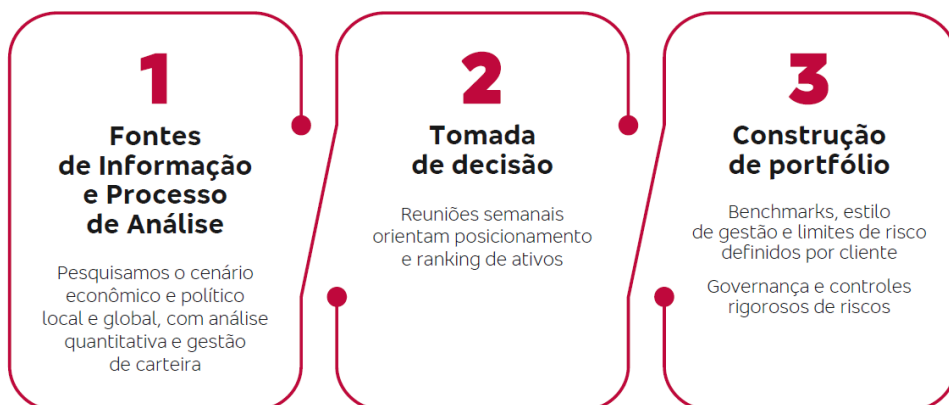 1
Fontes
de Informação
e Processo
de Análise
Pesquisamos o cenário
econômico e político
local e global, com análise
quantitativa e gestão
de carteira
2
Tomada
de decisão
Reuniões semanais
orientam posicionamento
e ranking de ativos
3
Construção
de portfólio
Benchmarks, estilo
de gestão e limites de risco
definidos por cliente
Governança e controles
rigorosos de riscos